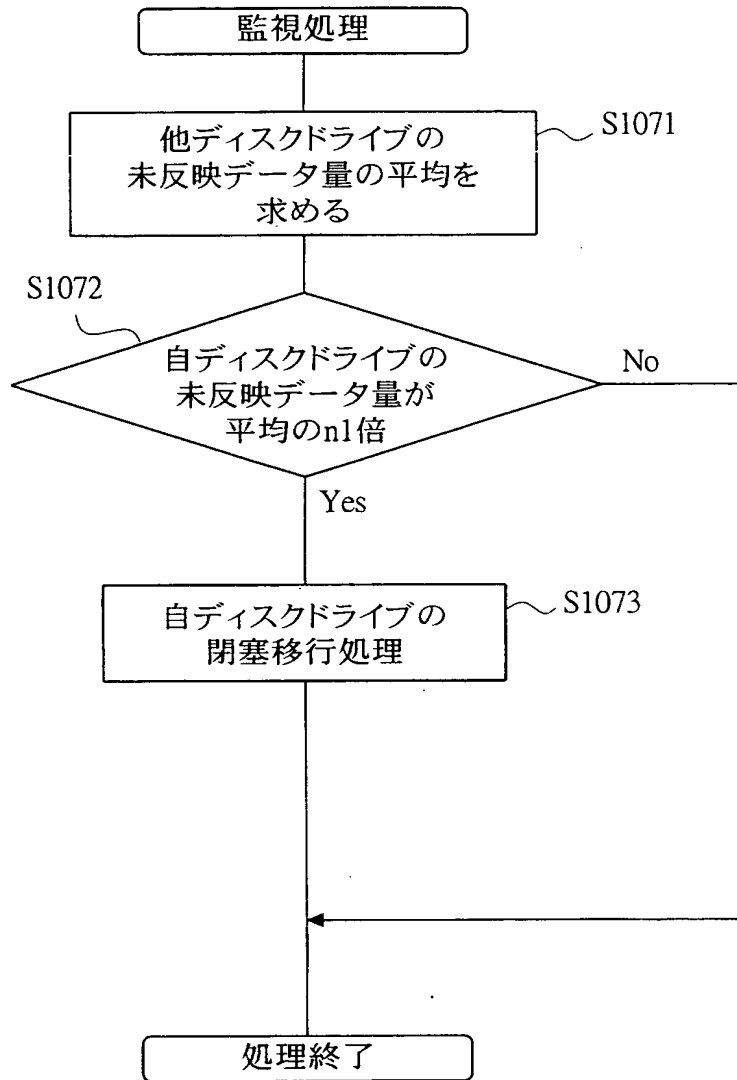 監視処理
S1071
他ディスクドライブの
未反映データ量の平均を
求める
S1072
自ディスクドライブの
未反映データ量が
平均のn1倍
No
Yes
S1073
自ディスクドライブの
閉塞移行処理
処理終了